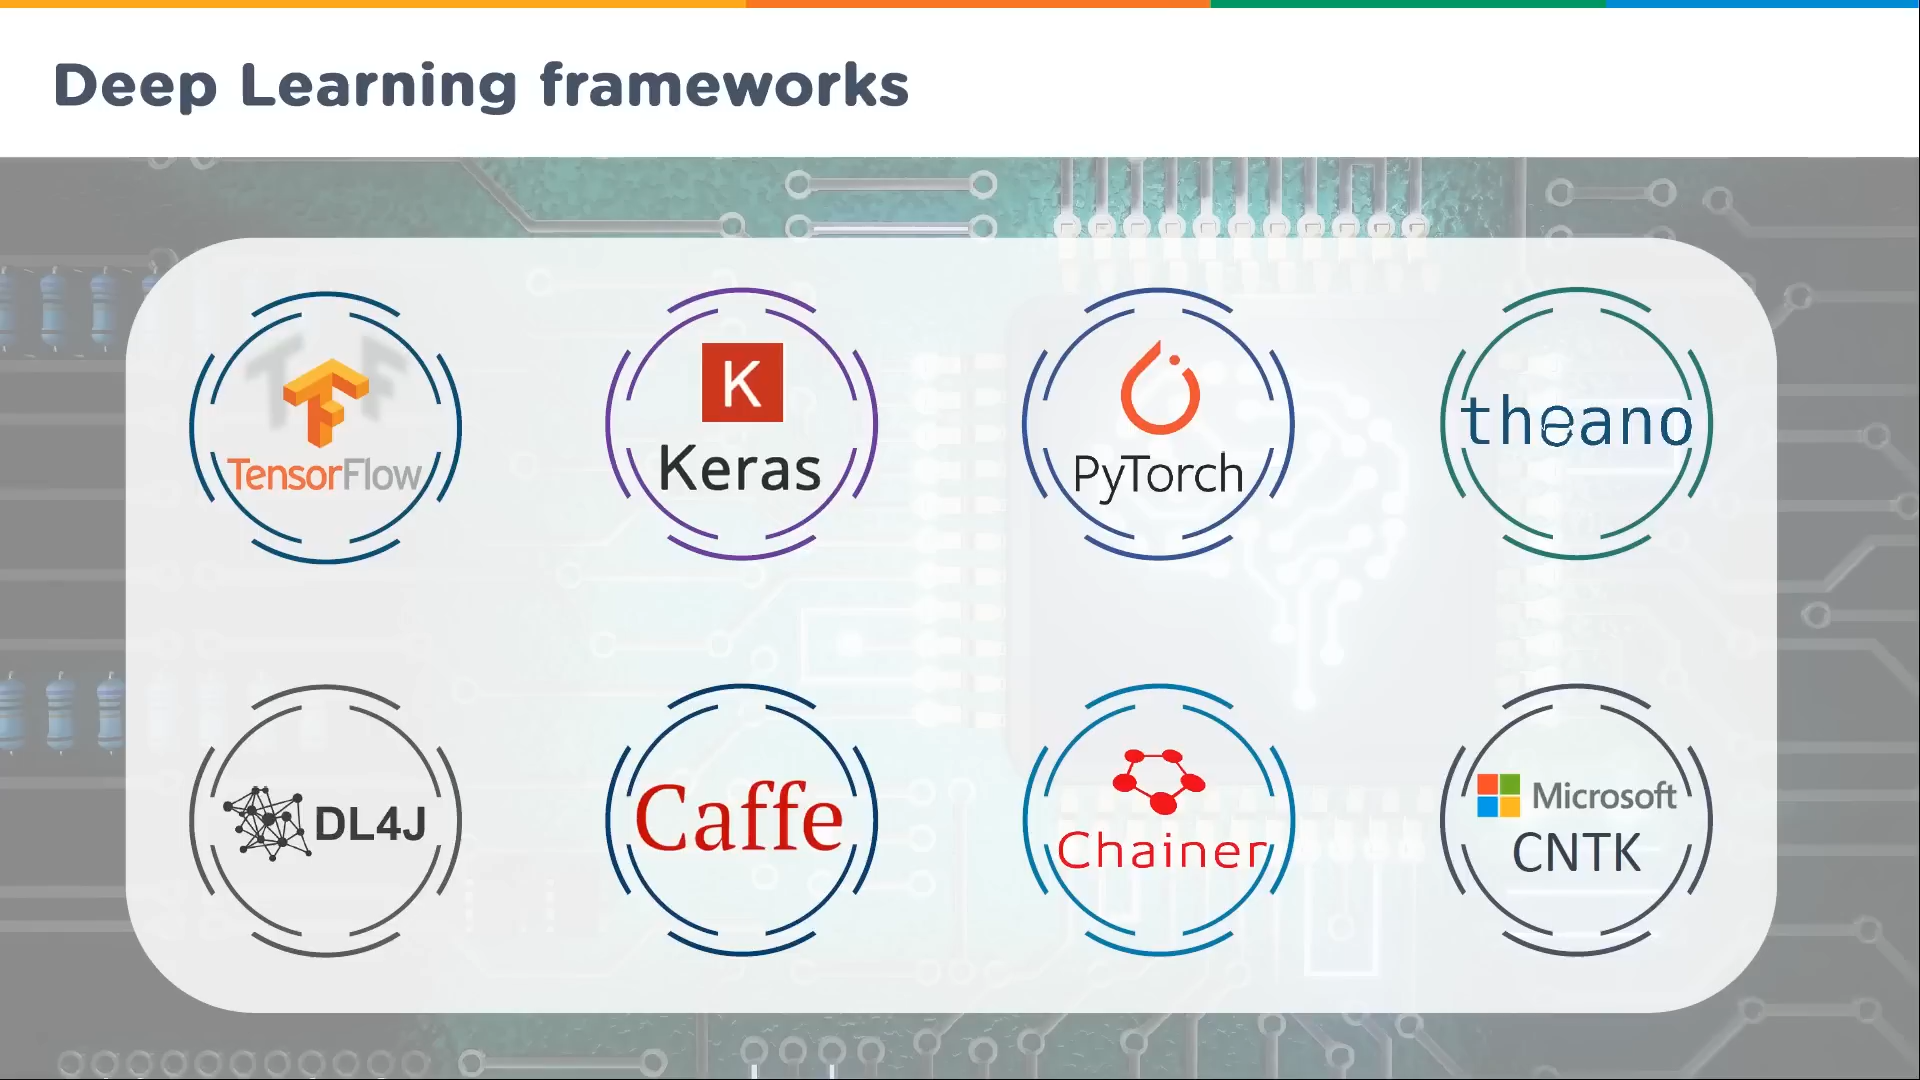 Deep Learning frameworks
TensorFlow
K
Keras
PyTorch
theano
DL4J
Caffe
Chainer
Microsoft
CNTK